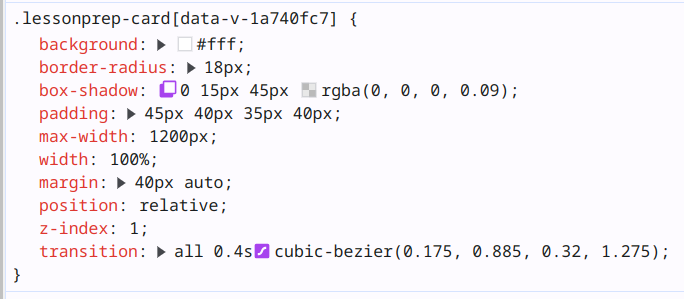 .lessonprep-card[data-v-1a740fc7] {
background: #fff;
border-radius: 18px;
box-shadow: 0 15px 45px rgba(0, 0, 0, 0.09);
padding: 45px 40px 35px 40px;
max-width: 1200px;
width: 100%;
margin: 40px auto;
position: relative;
z-index: 1;
transition: all 0.4s cubic-bezier(0.175, 0.885, 0.32, 1.275);
}